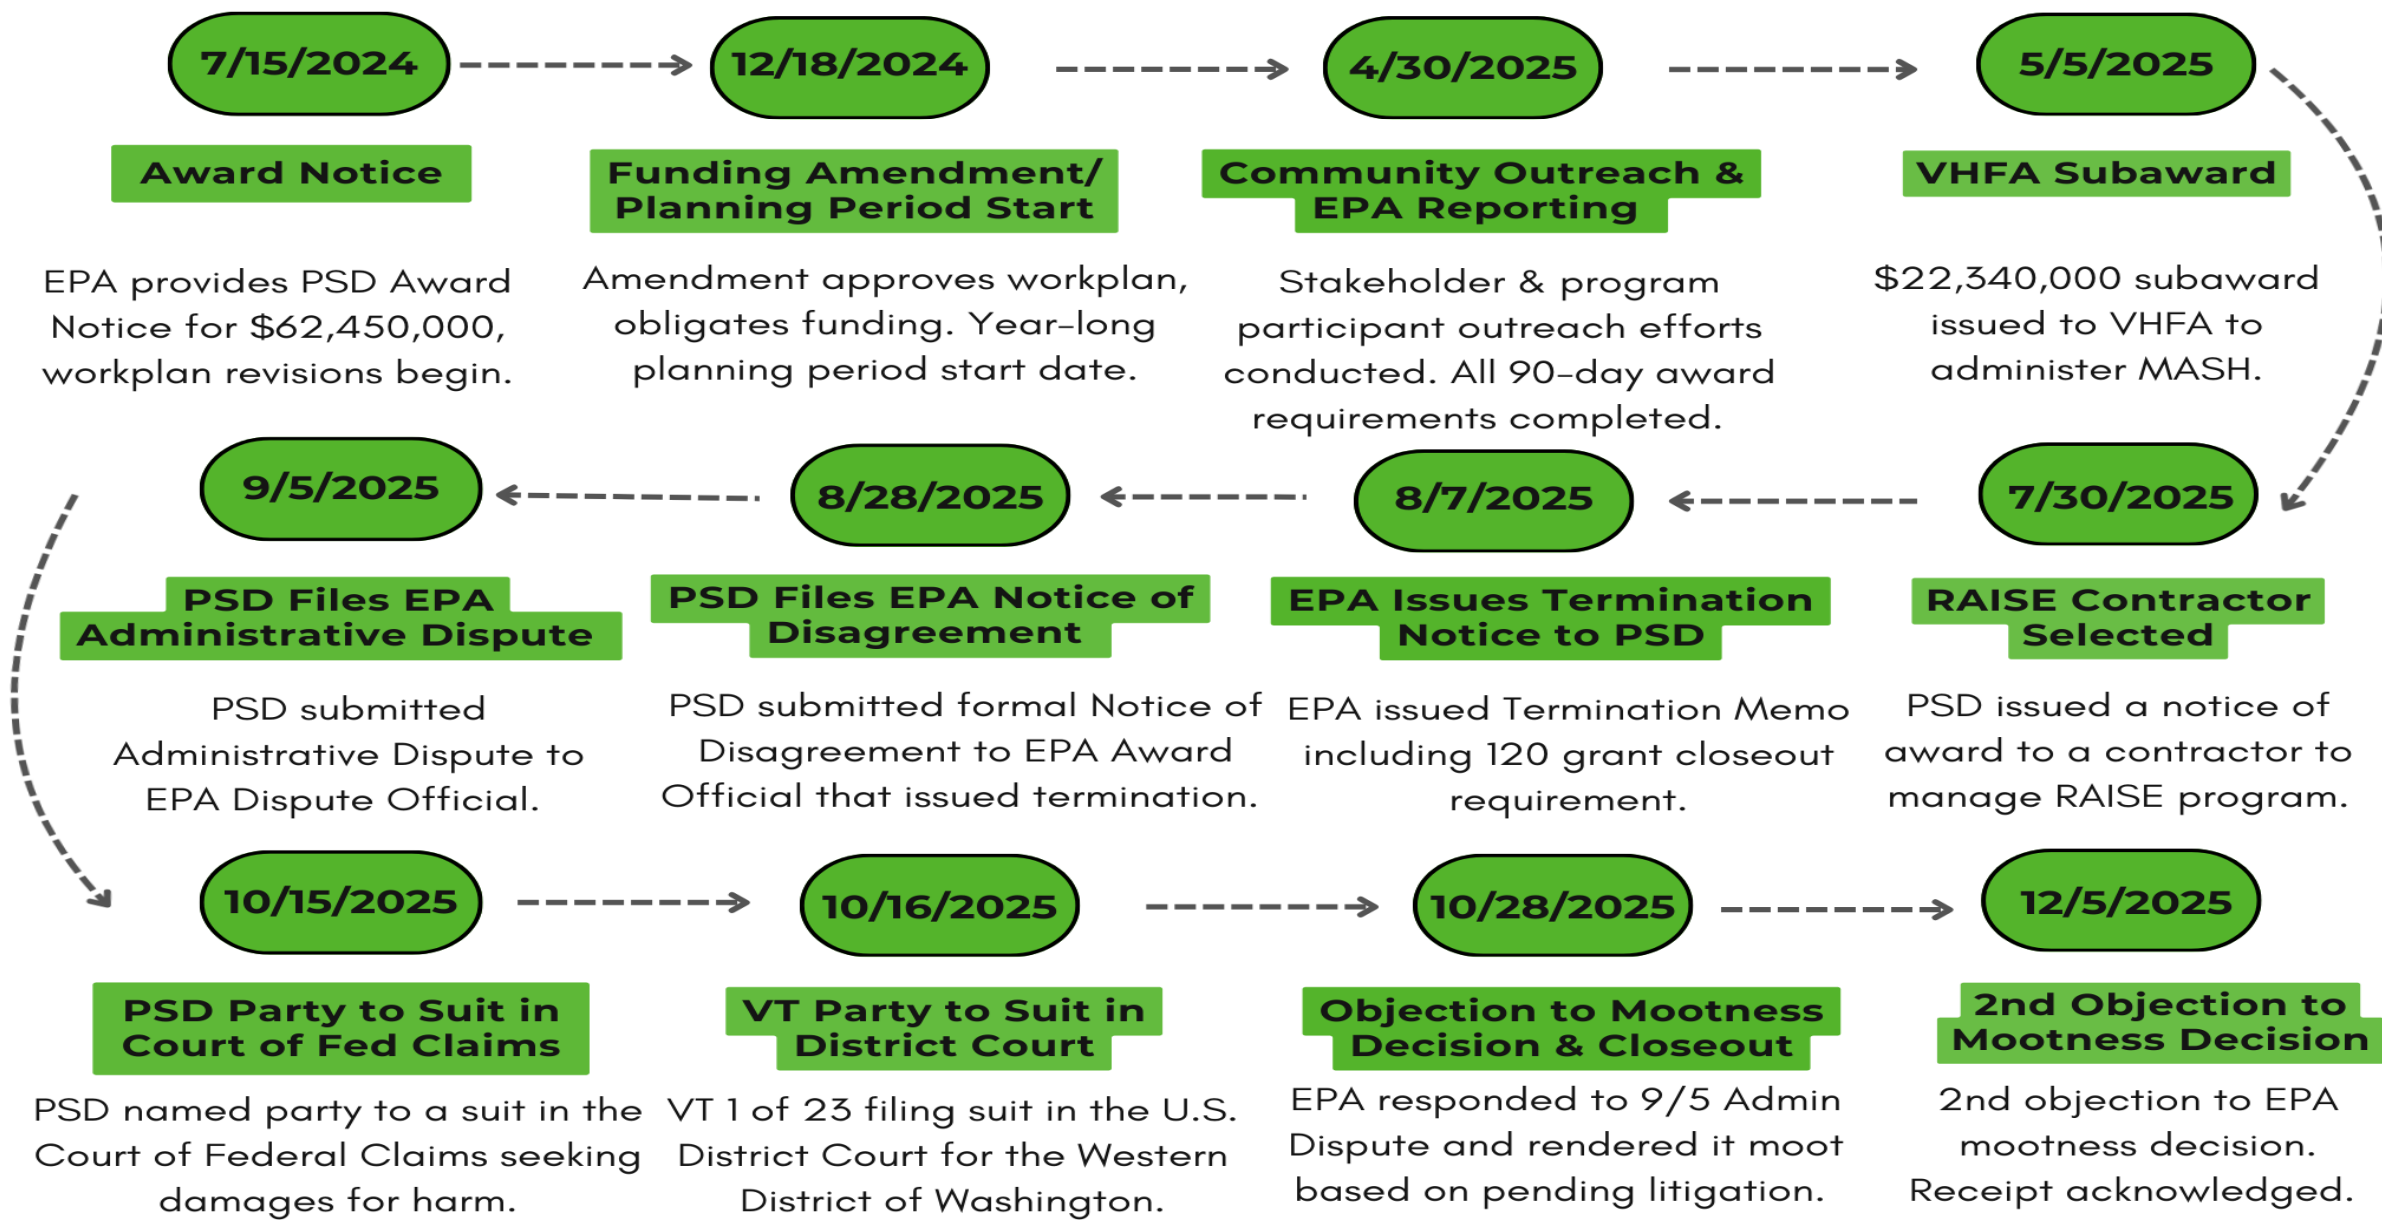 7/15/2024
Award Notice
EPA provides PSD Award
Notice for $62,450,000,
workplan revisions begin.
12/18/2024
Funding Amendment/
Planning Period Start
Amendment approves workplan,
obligates funding. Year-long
planning period start date.
4/30/2025
Community Outreach &
EPA Reporting
Stakeholder & program
participant outreach efforts
conducted. All 90-day award
requirements completed.
5/5/2025
VHFA Subaward
$22,340,000 subaward
issued to VHFA to
administer MASH.
7/30/2025
RAISE Contractor
Selected
PSD issued a notice of
award to a contractor to
manage RAISE program.
8/7/2025
EPA Issues Termination
Notice to PSD
EPA issued Termination Memo
including 120 grant closeout
requirement.
8/28/2025
PSD Files EPA Notice of
Disagreement
PSD submitted formal Notice of
Disagreement to EPA Award
Official that issued termination.
9/5/2025
PSD Files EPA
Administrative Dispute
PSD submitted
Administrative Dispute to
EPA Dispute Official.
10/15/2025
PSD Party to Suit in
Court of Fed Claims
PSD named party to a suit in the
Court of Federal Claims seeking
damages for harm.
10/16/2025
VT Party to Suit in
District Court
VT 1 of 23 filing suit in the U.S.
District Court for the Western
District of Washington.
10/28/2025
Objection to Mootness
Decision & Closeout
EPA responded to 9/5 Admin
Dispute and rendered it moot
based on pending litigation.
12/5/2025
2nd Objection to
Mootness Decision
2nd objection to EPA
mootness decision.
Receipt acknowledged.